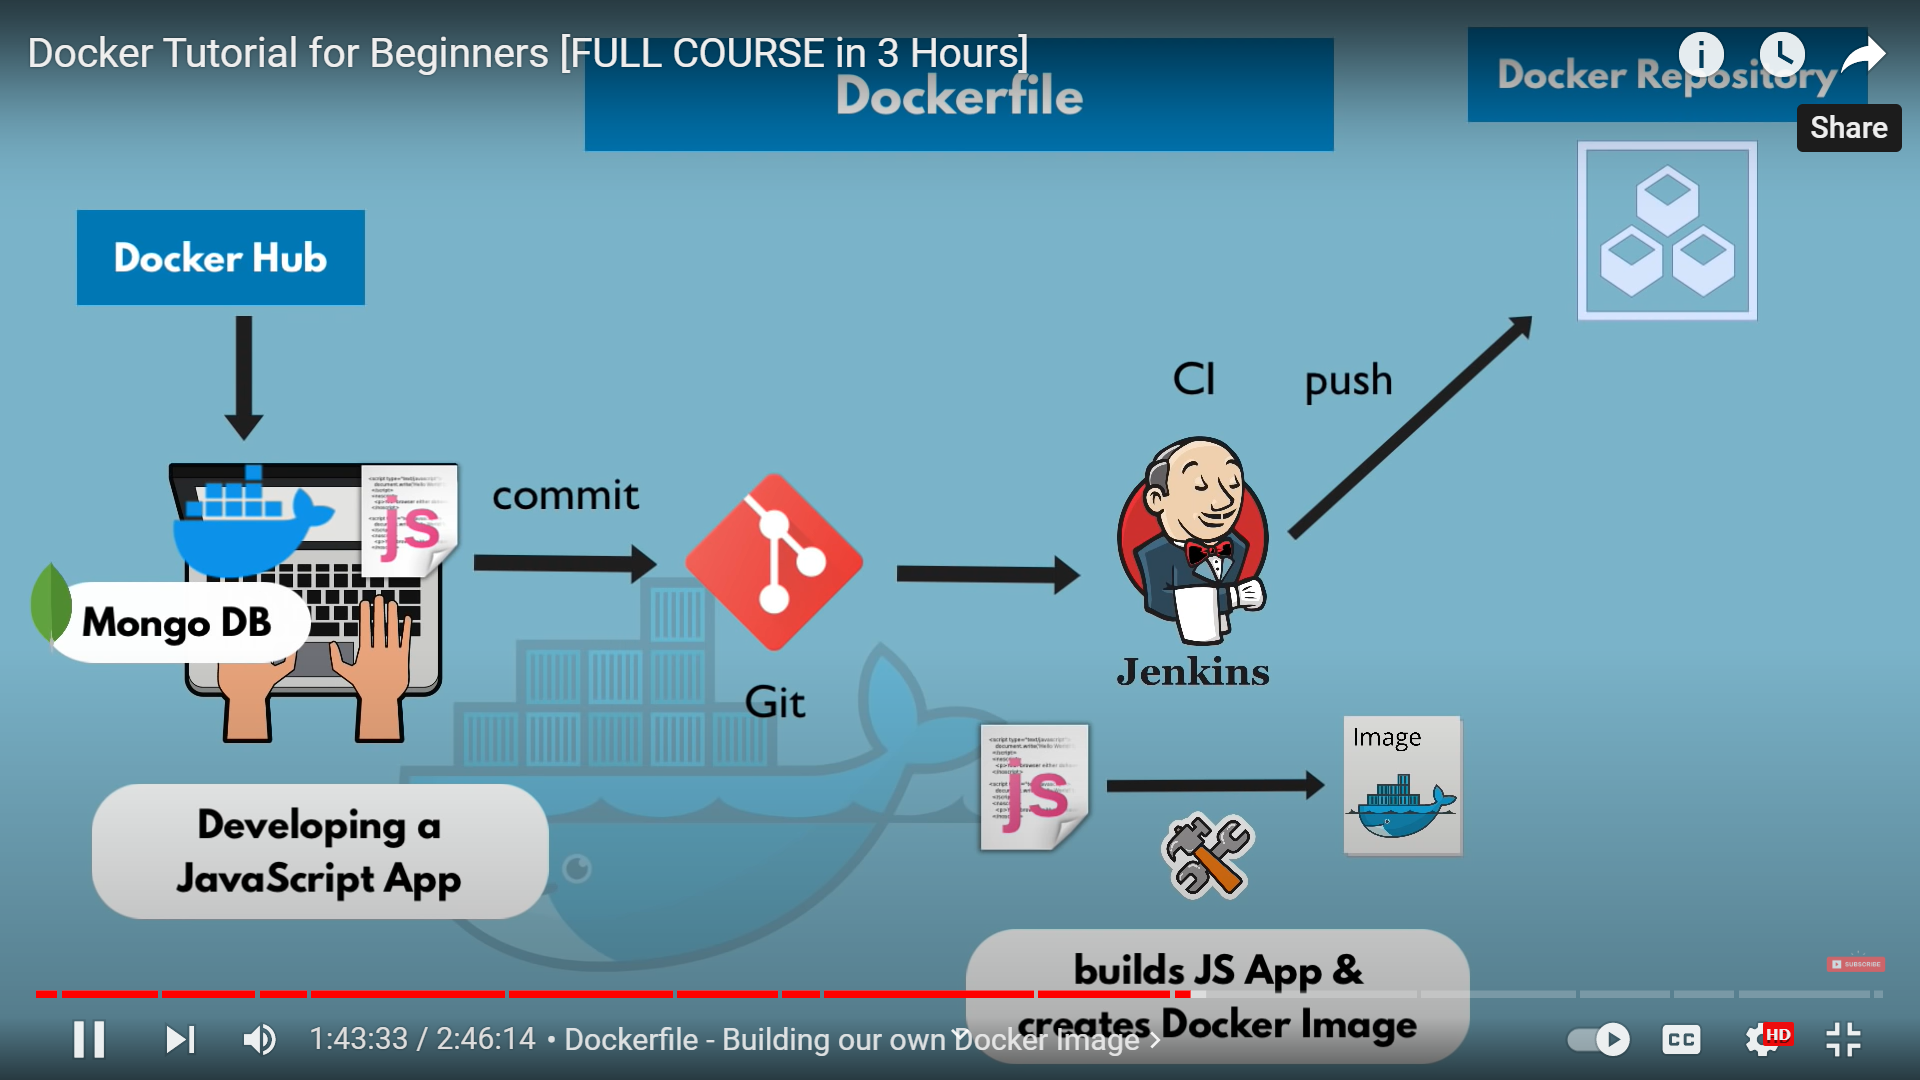 Docker Tutorial for Beginners [FULL COURSE in 3 Hours]
Dockerfile
Docker Repository
Share
Docker Hub
CI
push
commit
js
Mongo DB
Git
Jenkins
js
Image
Developing a
JavaScript App
builds JS App &
creates Docker Image
SUBSCRIBE
1:43:33 / 2:46:14 • Dockerfile - Building our own Docker Image
CC
HD